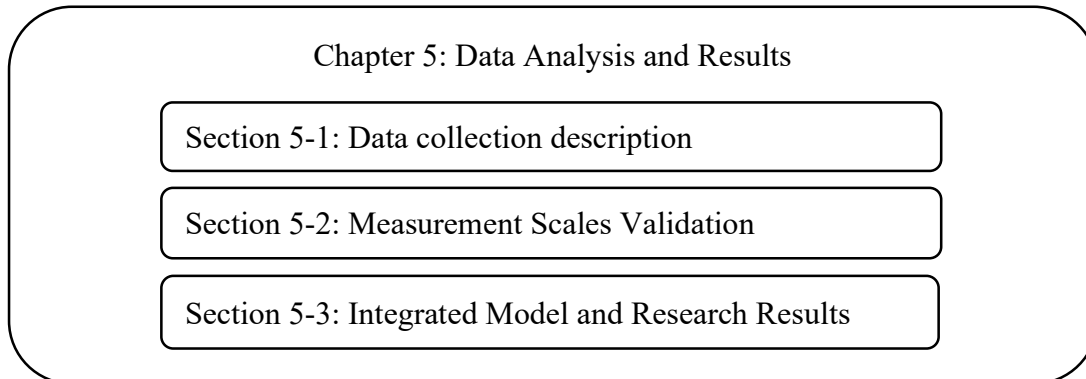 Chapter 5: Data Analysis and Results
Section 5-1: Data collection description
Section 5-2: Measurement Scales Validation
Section 5-3: Integrated Model and Research Results